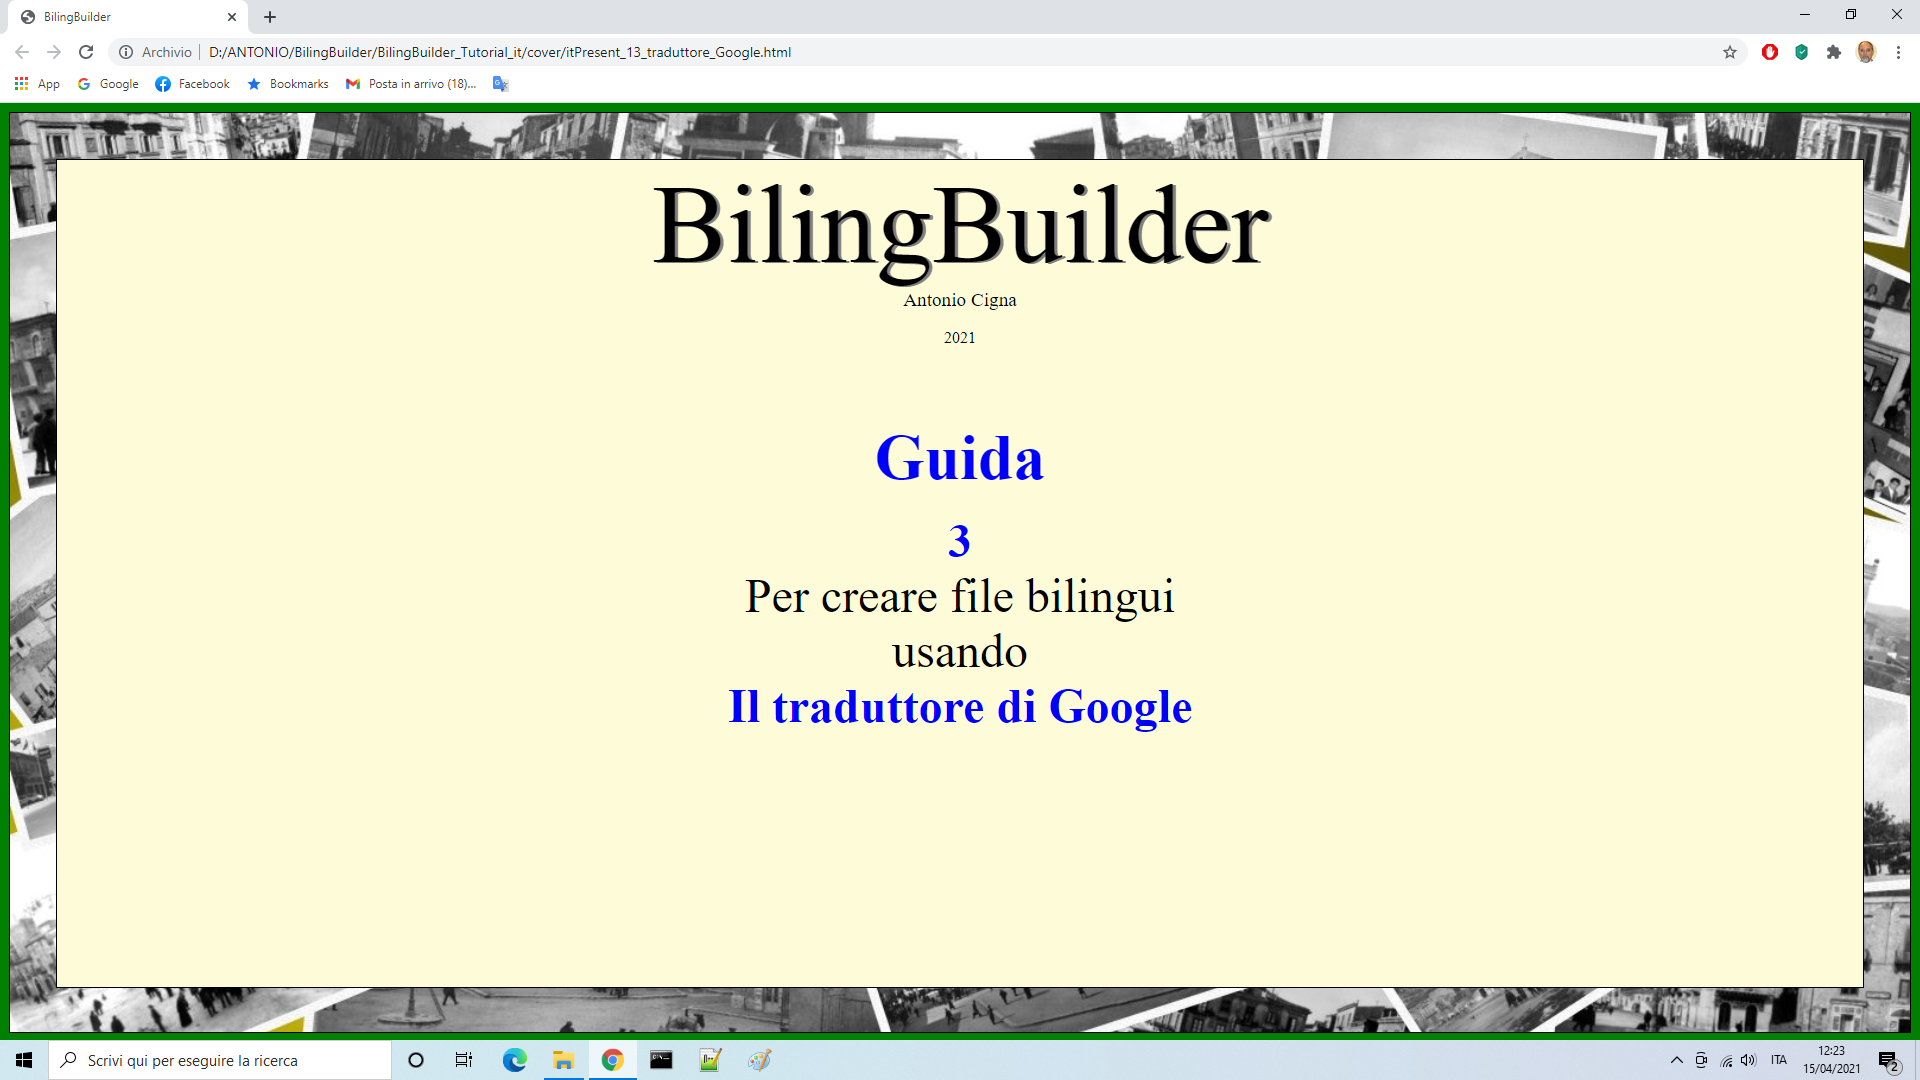 BilingBuilder
Archivio D:/ANTONIO/BilingBuilder/BilingBuilder_Tutorial_it/cover/itPresent_13_traduttore_Google.html
App Google Facebook Bookmarks Posta in arrivo (18)...
BilingBuilder
Antonio Cigna
2021
Guida
3
Per creare file bilingui
usando
Il traduttore di Google
Scrivi qui per eseguire la ricerca
ITA
12:23
15/04/2021
2